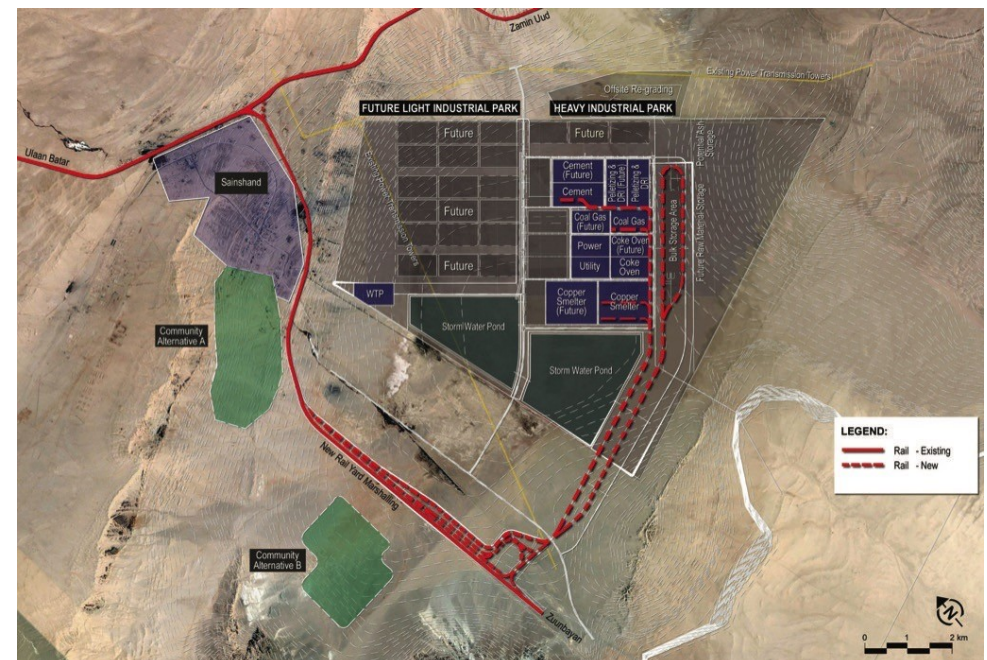 Zamin Uud
Existing Power Transmission Towers
Offsite Re-grading
FUTURE LIGHT INDUSTRIAL PARK
HEAVY INDUSTRIAL PARK
Ulaan Batar
Sainshand
Future
Future
Future
Future
Cement
(Future)
Cement
Pelletizing &
DRI (Future)
Pelletizing &
DRI
Coal Gas
(Future)
Coal Gas
Power
Coke Oven
(Future)
Utility
Coke
Oven
Copper
Smelter
(Future)
Copper
Smelter
Bulk Storage Area
Potential Ash
Storage
Future Raw Material Storage
WTP
Storm Water Pond
Storm Water Pond
Community
Alternative A
New Rail Yard Marshelling
Community
Alternative B
Zuunbayan
LEGEND:
Rail - Existing
Rail - New
N
0 1 2 km